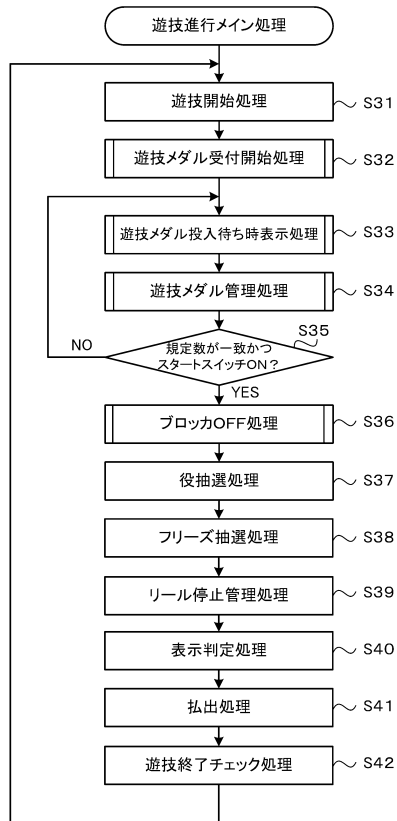 遊技進行メイン処理
遊技開始処理 S31
遊技メダル受付開始処理 S32
遊技メダル投入待ち時表示処理 S33
遊技メダル管理処理 S34
S35
規定数が一致かつ
スタートスイッチON?
NO
YES
ブロッカOFF処理 S36
役抽選処理 S37
フリーズ抽選処理 S38
リール停止管理処理 S39
表示判定処理 S40
払出処理 S41
遊技終了チェック処理 S42